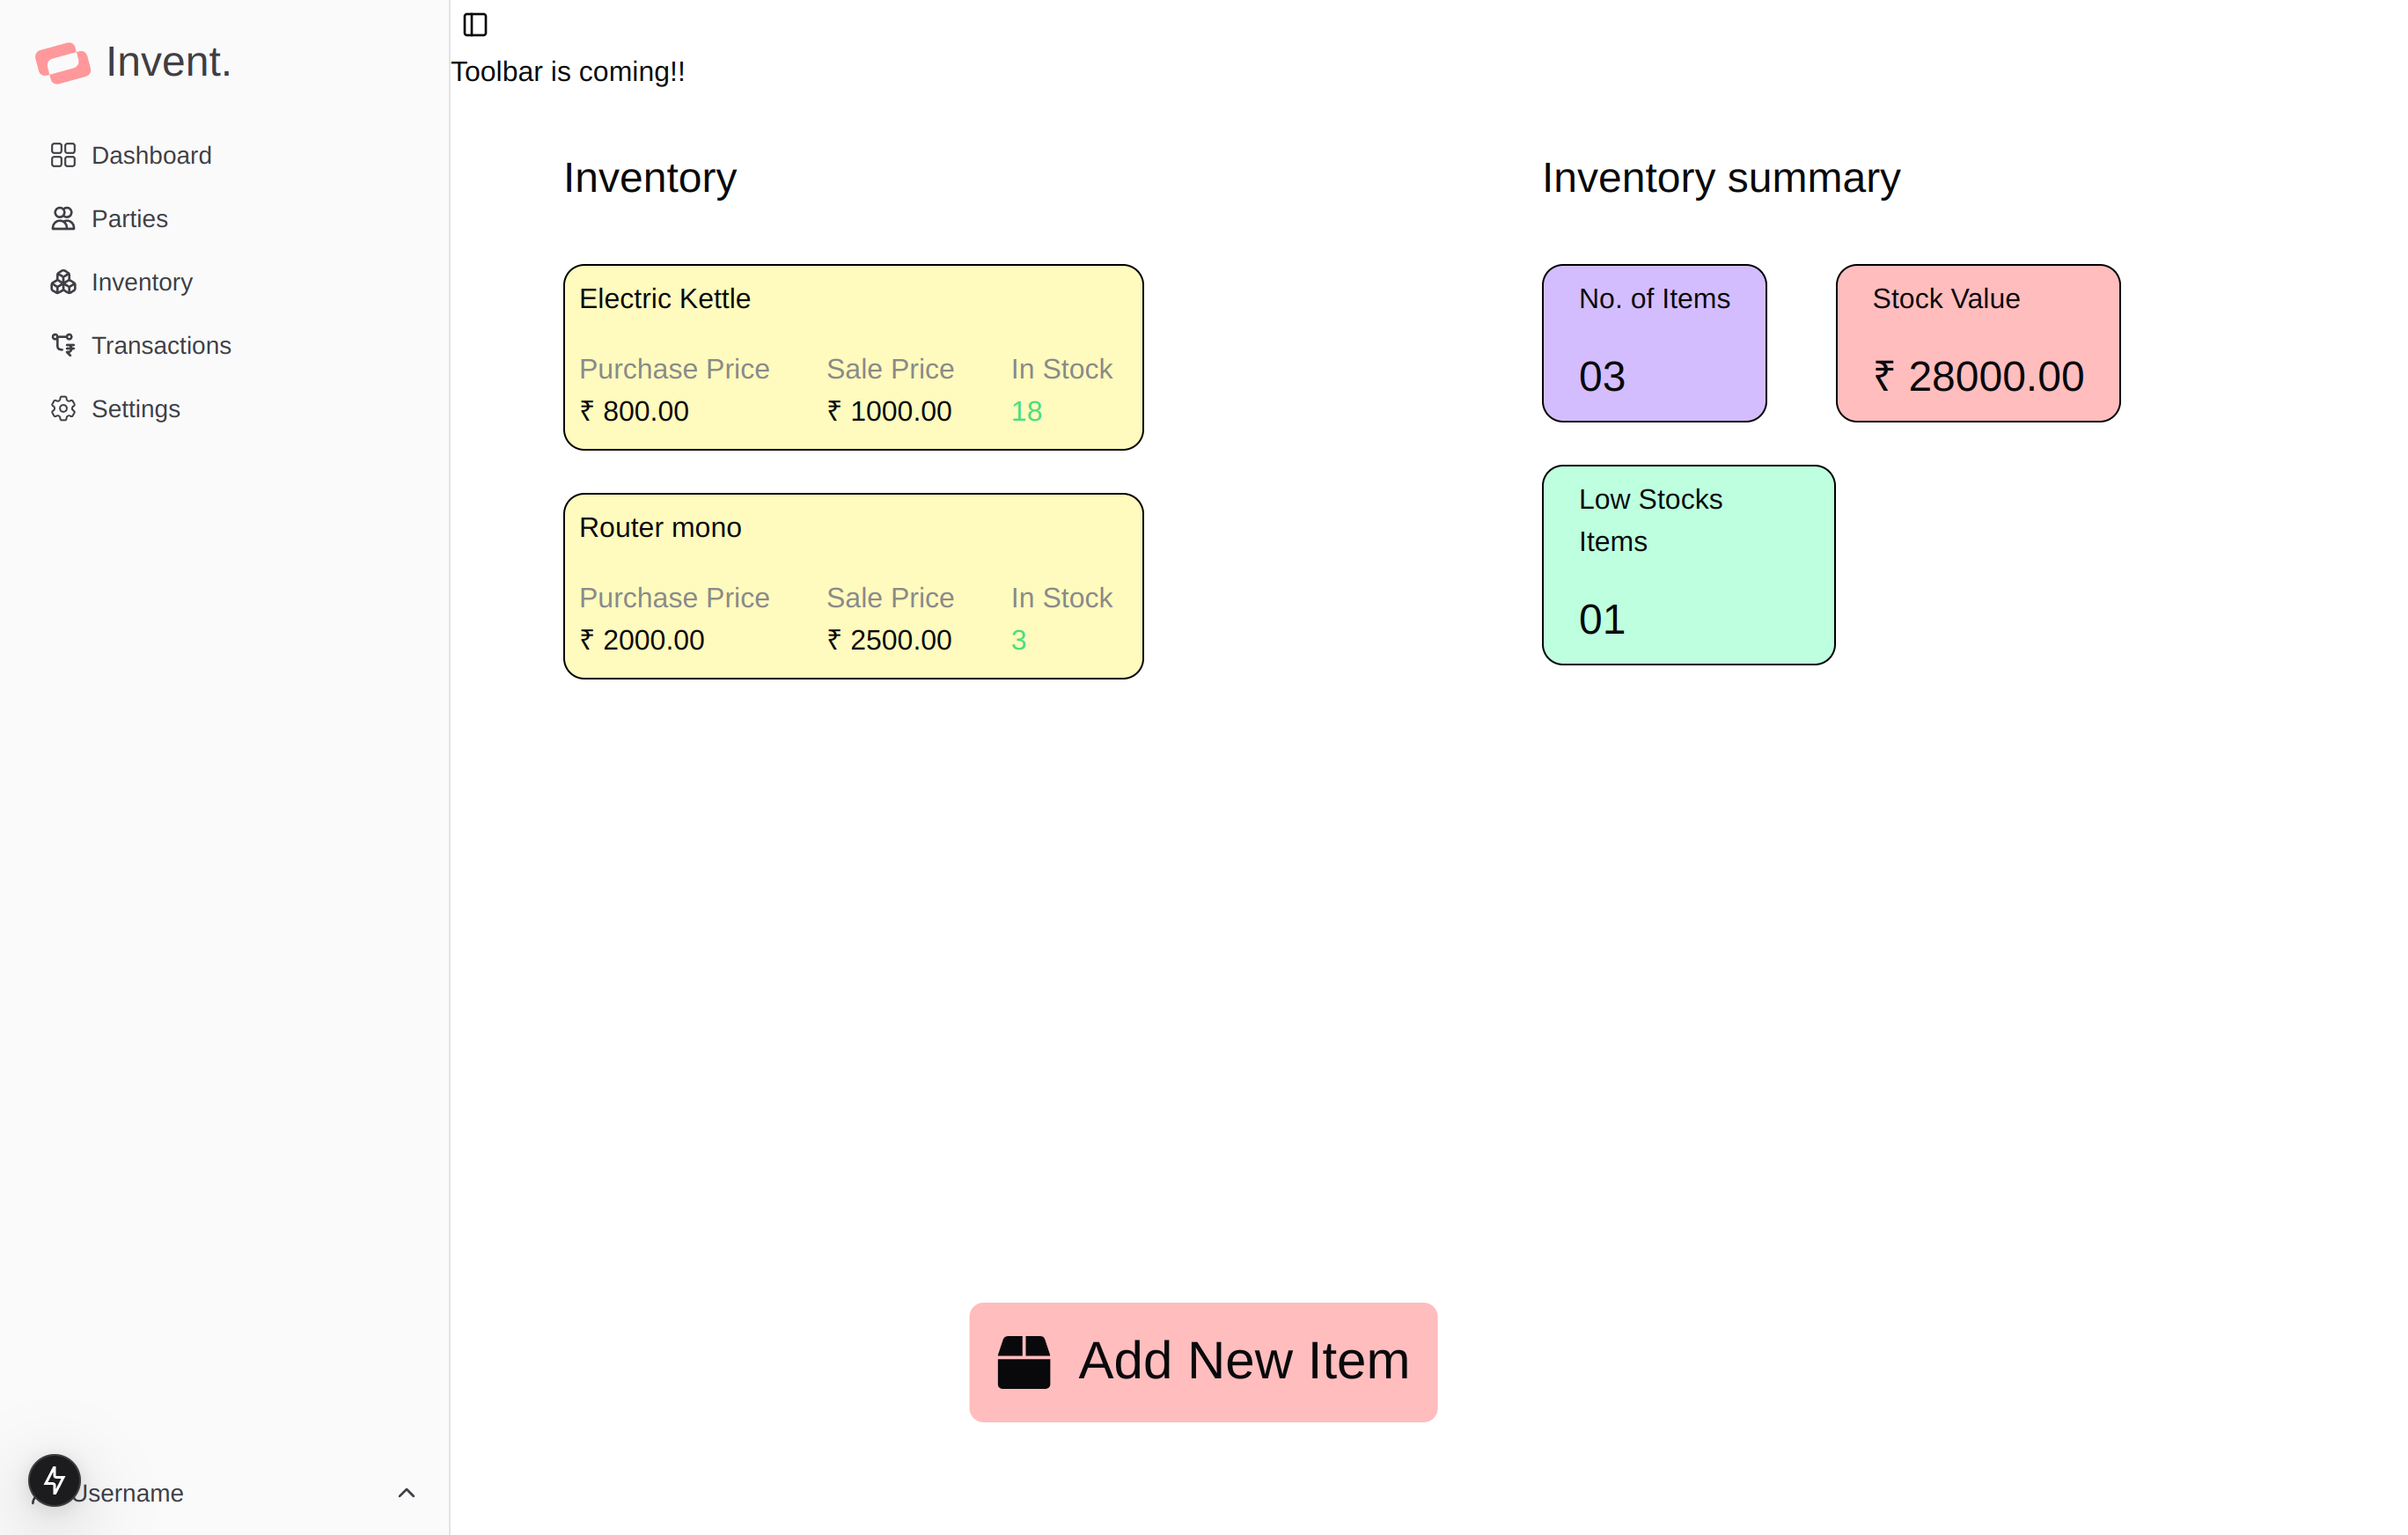 Invent.
Dashboard
Parties
Inventory
Transactions
Settings
Username
Toolbar is coming!!
Inventory
Electric Kettle
Purchase Price Sale Price In Stock
₹ 800.00 ₹ 1000.00 18
Router mono
Purchase Price Sale Price In Stock
₹ 2000.00 ₹ 2500.00 3
Inventory summary
No. of Items
03
Stock Value
₹ 28000.00
Low Stocks
Items
01
Add New Item